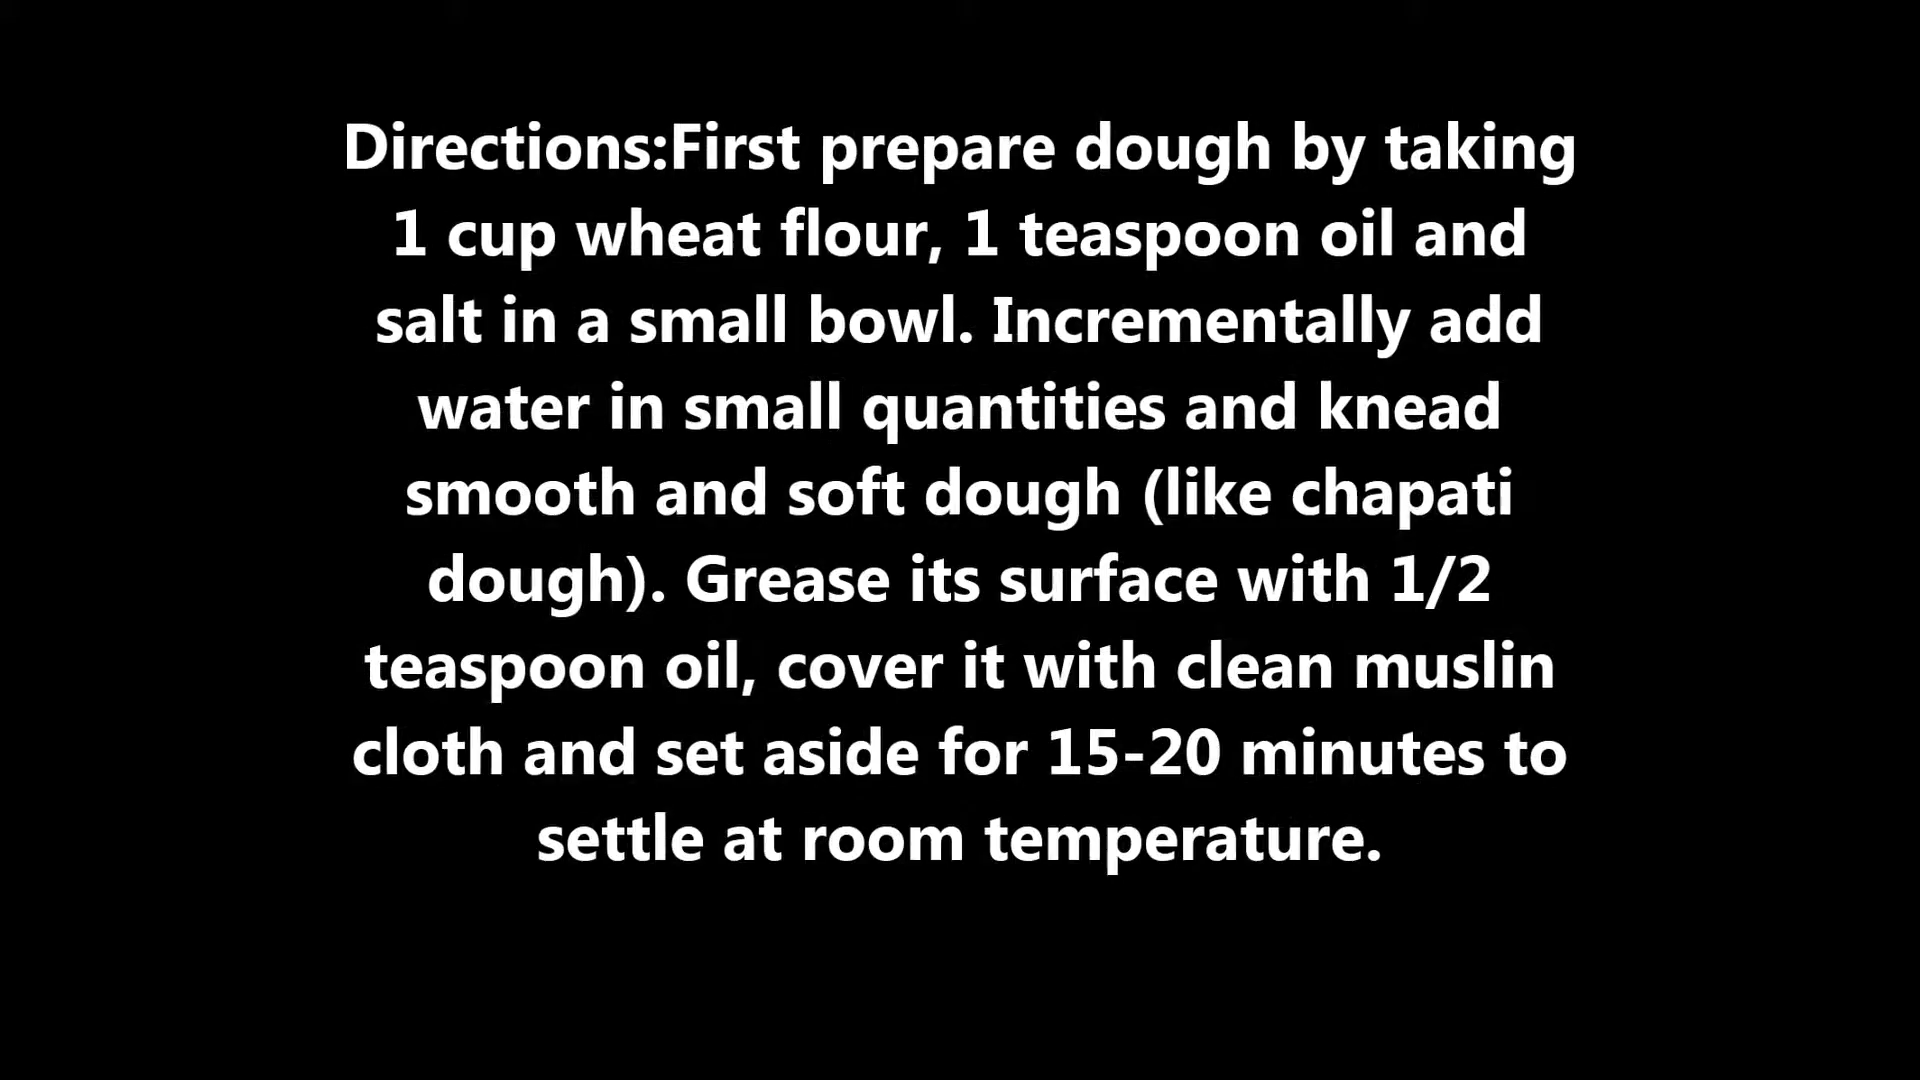 Directions:First prepare dough by taking
1 cup wheat flour, 1 teaspoon oil and
salt in a small bowl. Incrementally add
water in small quantities and knead
smooth and soft dough (like chapati
dough). Grease its surface with 1/2
teaspoon oil, cover it with clean muslin
cloth and set aside for 15-20 minutes to
settle at room temperature.